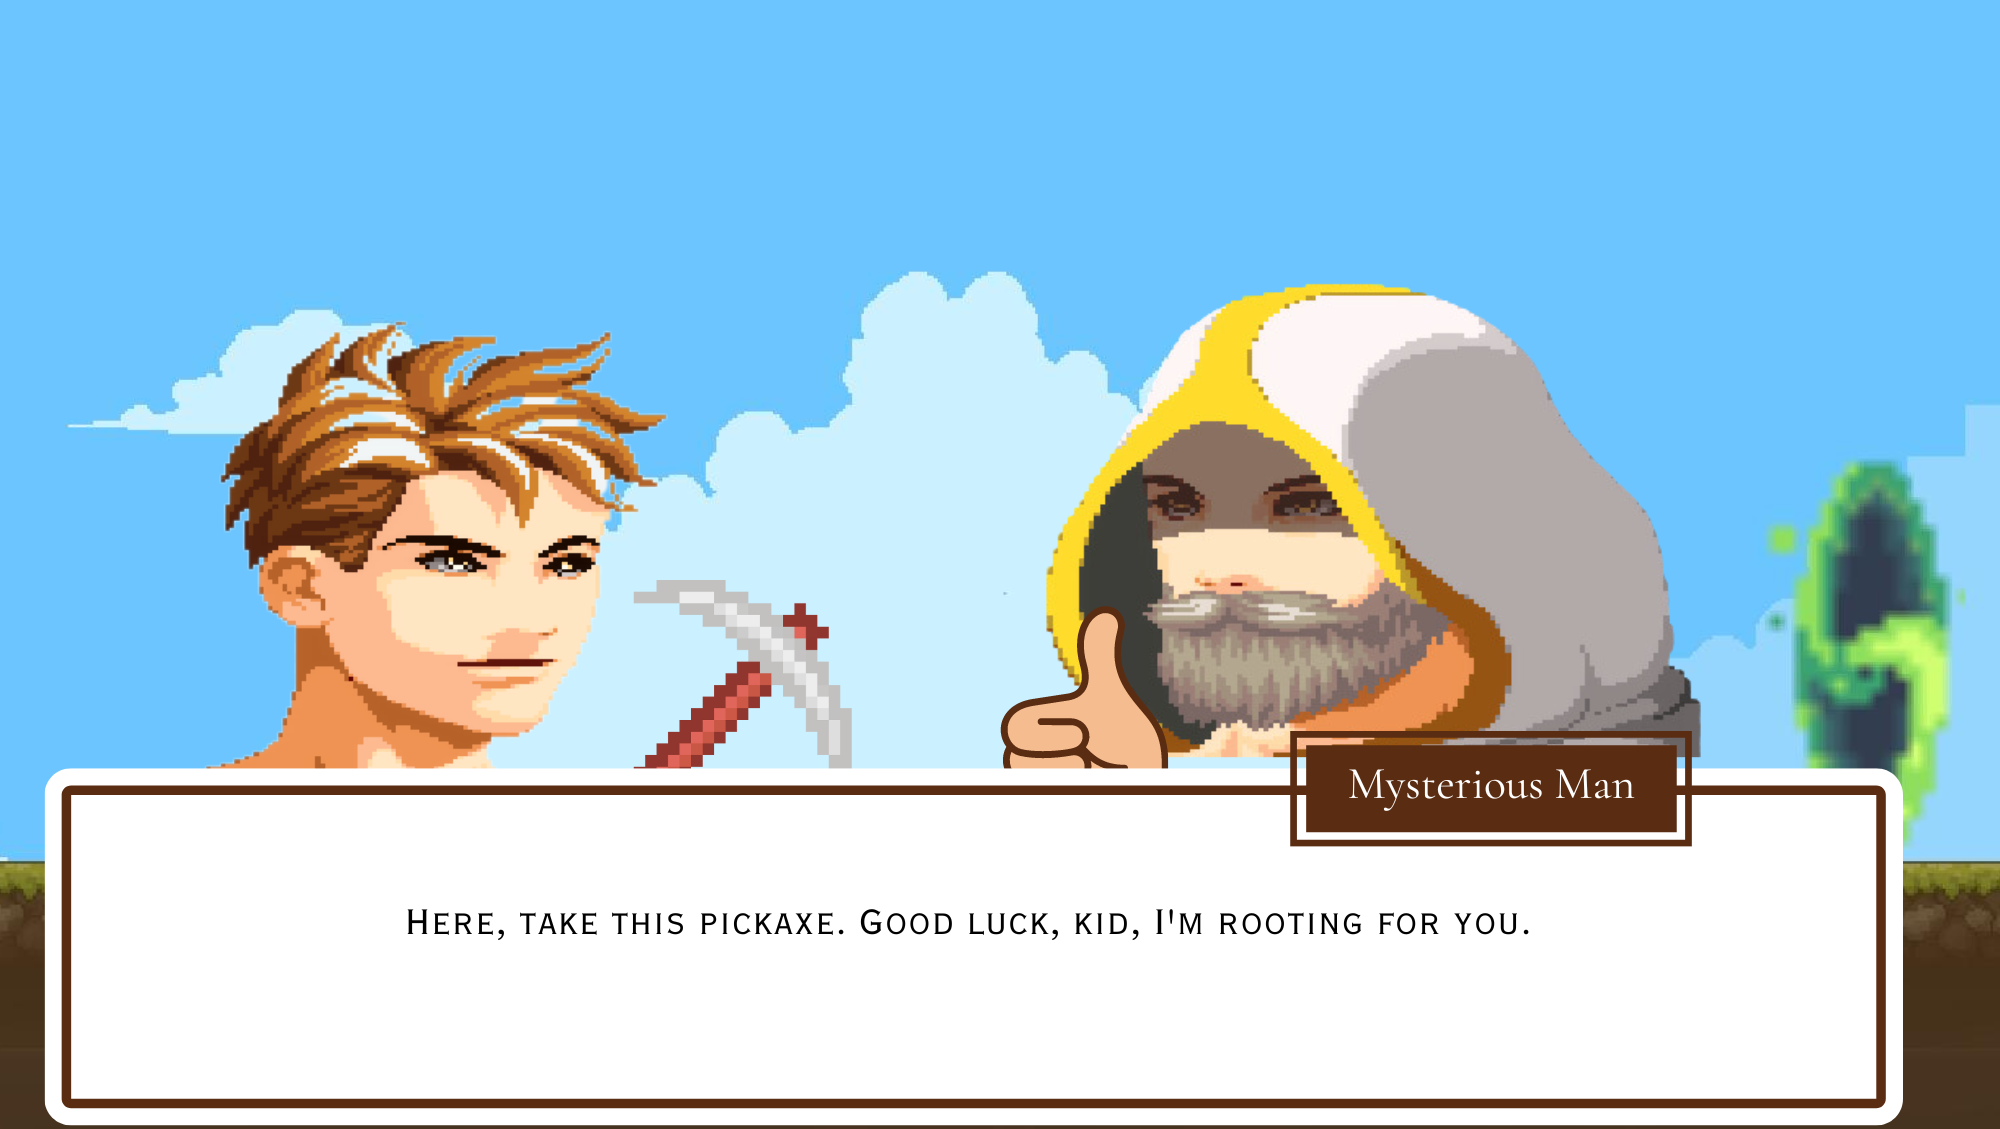 Mysterious Man
Here, take this pickaxe. Good luck, kid, I'm rooting for you.